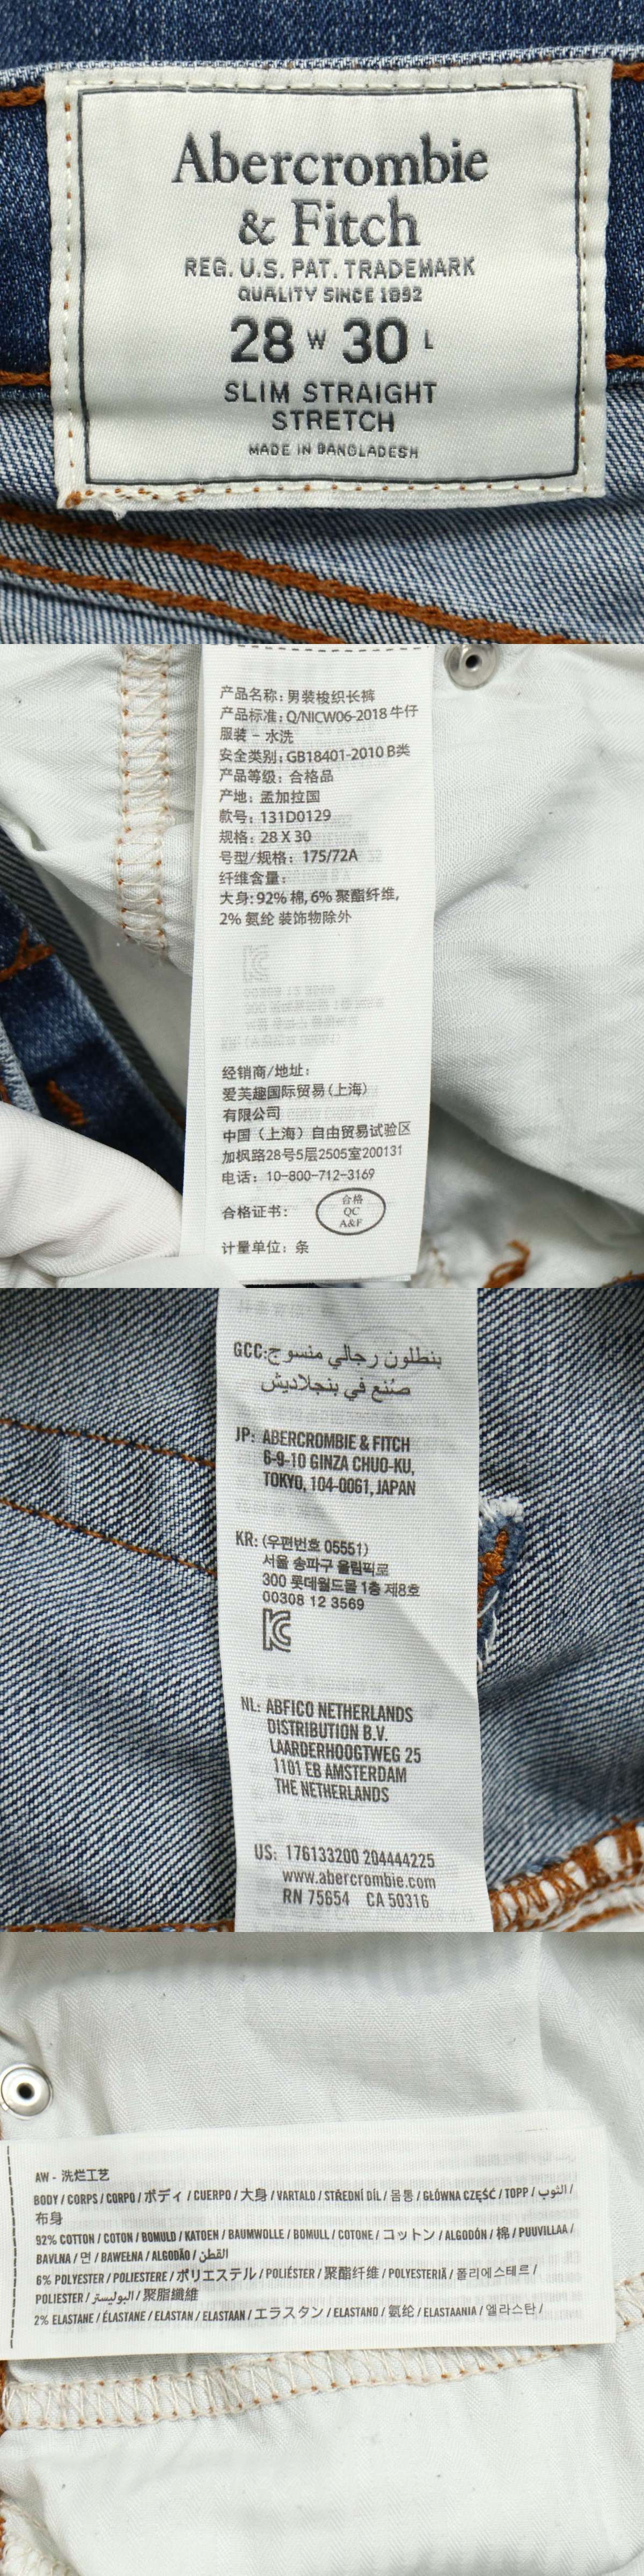 Abercrombie
& Fitch
REG. U.S. PAT. TRADEMARK
QUALITY SINCE 1892
28 W 30 L
SLIM STRAIGHT
STRETCH
MADE IN BANGLADESH
产品名称: 男装梭织长裤
产品标准: Q/NICW06-2018 牛仔
服装 - 水洗
安全类别: GB18401-2010 B类
产品等级: 合格品
产地: 孟加拉国
款号: 131D0129
规格: 28 X 30
号型/规格: 175/72A
纤维含量:
大身: 92% 棉, 6% 聚酯纤维,
2% 氨纶 装饰物除外
经销商/地址:
爱芙趣国际贸易(上海)
有限公司
中国(上海)自由贸易试验区
加枫路28号5层2505室200131
电话: 10-800-712-3169
合格证书:
合格
QC
A&F
计量单位: 条
GCC: بنطلون رجالي منسوج
صُنع في بنجلاديش
JP: ABERCROMBIE & FITCH
6-9-10 GINZA CHUO-KU,
TOKYO, 104-0061, JAPAN
KR: (우편번호 05551)
서울 송파구 올림픽로
300 롯데월드몰 1층 제8호
00308 12 3569
NL: ABFICO NETHERLANDS
DISTRIBUTION B.V.
LAARDERHOOGTWEG 25
1101 EB AMSTERDAM
THE NETHERLANDS
US: 176133200 204444225
www.abercrombie.com
RN 75654 CA 50316
AW - 洗烂工艺
BODY / CORPS / CORPO / ボディ / CUERPO / 大身 / VARTALO / STŘEDNÍ DÍL / 몸통 / GŁÓWNA CZĘŚĆ / TOPP / الثوب /
布身
92% COTTON / COTON / BOMULD / KATOEN / BAUMWOLLE / BOMULL / COTONE / コットン / ALGODÓN / 棉 / PUUVILLAA /
BAVLNA / 면 / BAWEŁNA / ALGODÃO / القطن
6% POLYESTER / POLIESTERE / ポリエステル / POLIÉSTER / 聚酯纤维 / POLYESTERIÄ / 폴리에스테르 /
POLIESTER / البوليستر / 聚脂纖維
2% ELASTANE / ÉLASTANE / ELASTAN / ELASTAAN / エラスタン / ELASTANO / 氨纶 / ELASTAANIA / 엘라스탄 /